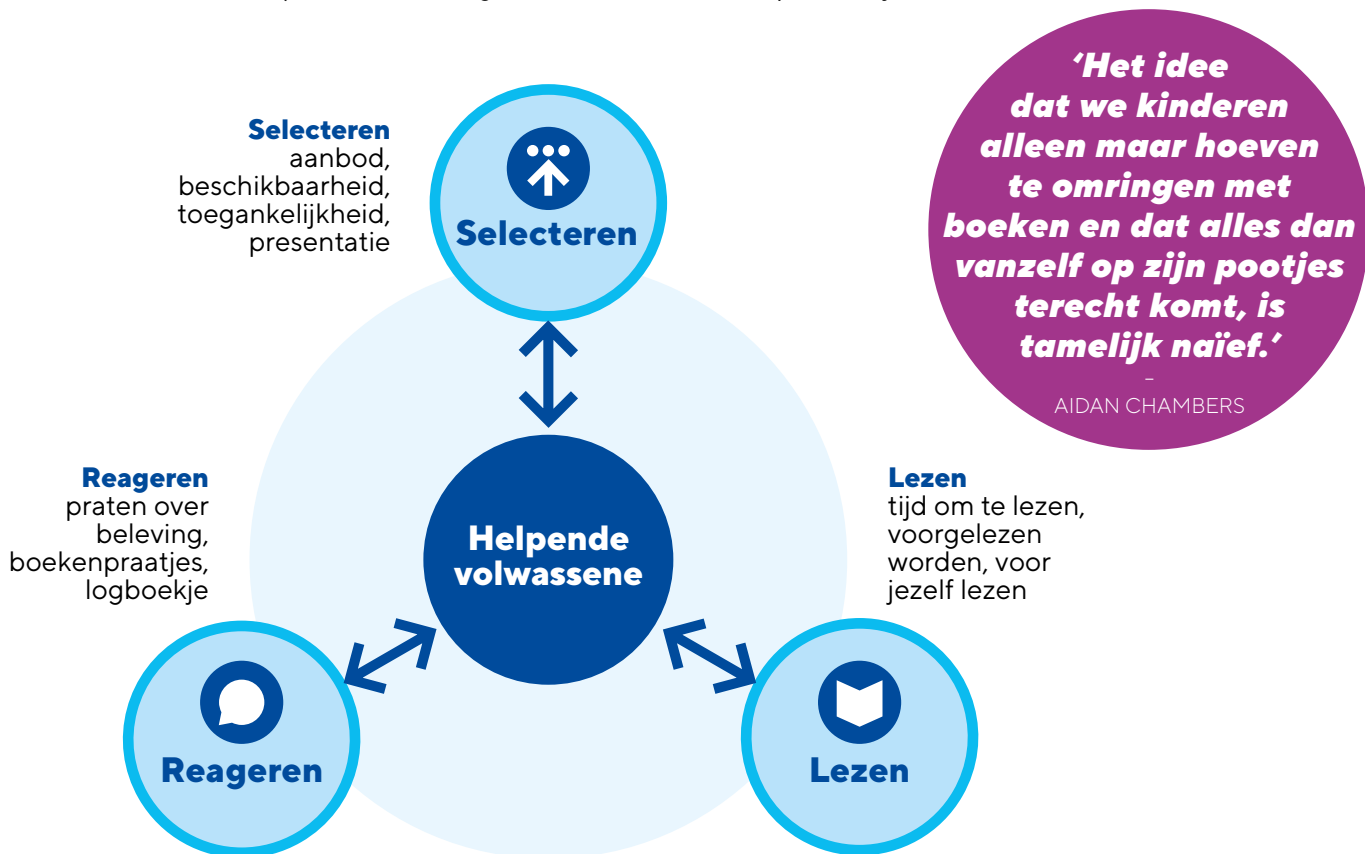 Selecteren
aanbod,
beschikbaarheid,
toegankelijkheid,
presentatie
Selecteren
‘Het idee
dat we kinderen
alleen maar hoeven
te omringen met
boeken en dat alles dan
vanzelf op zijn pootjes
terecht komt, is
tamelijk naïef.’
–
AIDAN CHAMBERS
Reageren
praten over
beleving,
boekenpraatjes,
logboekje
Helpende
volwassene
Lezen
tijd om te lezen,
voorgelezen
worden, voor
jezelf lezen
Reageren
Lezen